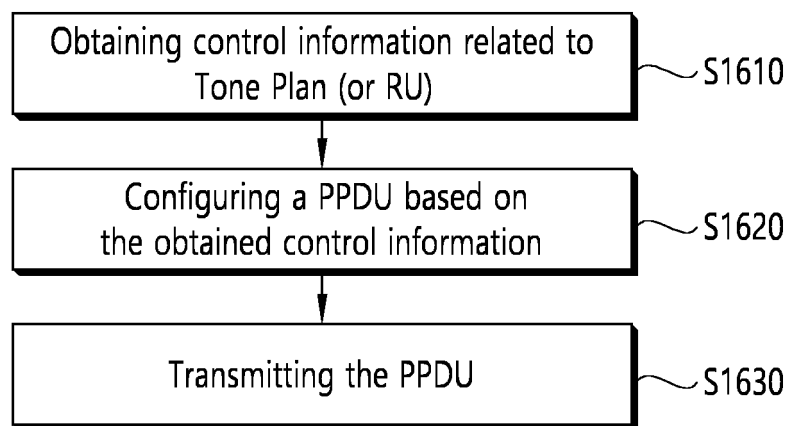 Obtaining control information related to
Tone Plan (or RU)
S1610
Configuring a PPDU based on
the obtained control information
S1620
Transmitting the PPDU
S1630